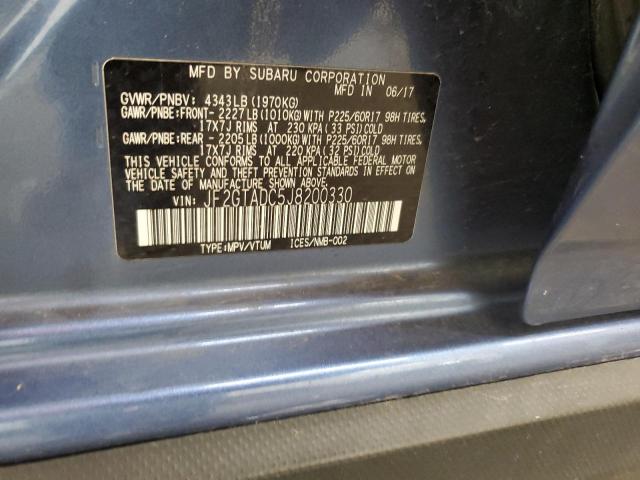 MFD BY SUBARU CORPORATION
MFD IN 06/17
GVWR/PNBV: 4343LB (1970KG)
GAWR/PNBE: FRONT- 2227 LB (1010KG) WITH P225/60R17 98H TIRES,
17X7J RIMS AT 230 KPA (33 PSI) COLD
GAWR/PNBE: REAR - 2205 LB (1000KG) WITH P225/60R17 98H TIRES,
17X7J RIMS AT 220 KPA (32 PSI) COLD
THIS VEHICLE CONFORMS TO ALL APPLICABLE FEDERAL MOTOR
VEHICLE SAFETY AND THEFT PREVENTION STANDARDS IN EFFECT ON
THE DATE OF MANUFACTURE SHOWN ABOVE.
VIN: JF2GTADC5J8200330
TYPE: MPV/VTUM ICES/NMB-002